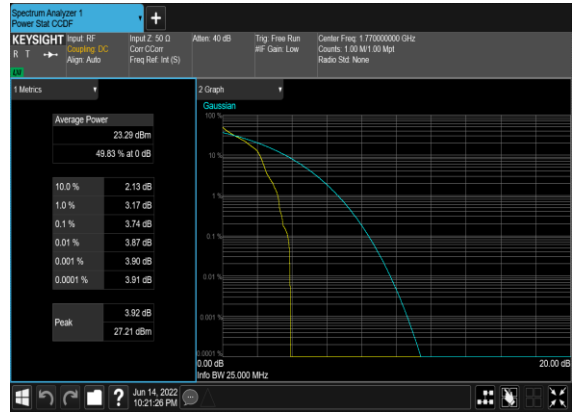 Spectrum Analyzer 1
Power Stat CCDF
+
KEYSIGHT
R T
LXI
Input: RF
Coupling: DC
Align: Auto
Input Z: 50 Ω
Corr CCorr
Freq Ref: Int (S)
Atten: 40 dB
Trig: Free Run
#IF Gain: Low
Center Freq: 1.770000000 GHz
Counts: 1.00 M/1.00 Mpt
Radio Std: None
1 Metrics
Average Power
23.29 dBm
49.83 % at 0 dB
10.0 % 2.13 dB
1.0 % 3.17 dB
0.1 % 3.74 dB
0.01 % 3.87 dB
0.001 % 3.90 dB
0.0001 % 3.91 dB
Peak
3.92 dB
27.21 dBm
2 Graph
Gaussian
100 %
10 %
1 %
0.1 %
0.01 %
0.001 %
0.0001 %
0.00 dB
20.00 dB
Info BW 25.000 MHz
?
Jun 14, 2022
10:21:26 PM